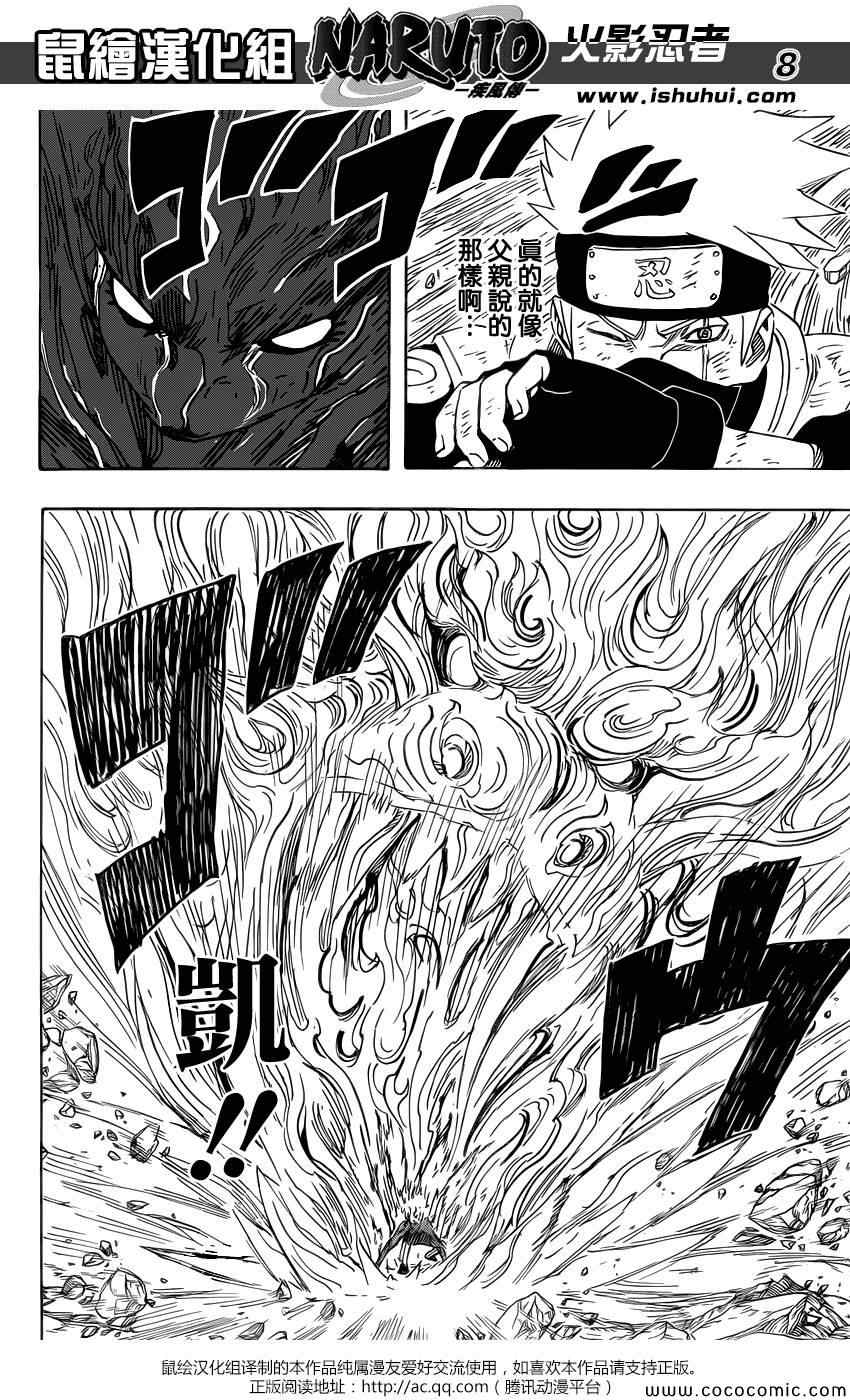 鼠繪漢化組
NARUTO
—疾風傳—
火影忍者
8
www.ishuhui.com
ゴゴゴ
眞的就像
父親說的
那樣啊…
忍
ゴウ
凱!!
鼠绘汉化组译制的本作品纯属漫友爱好交流使用，如喜欢本作品请支持正版。
正版阅读地址：http://ac.qq.com（腾讯动漫平台）
www.cococomic.com